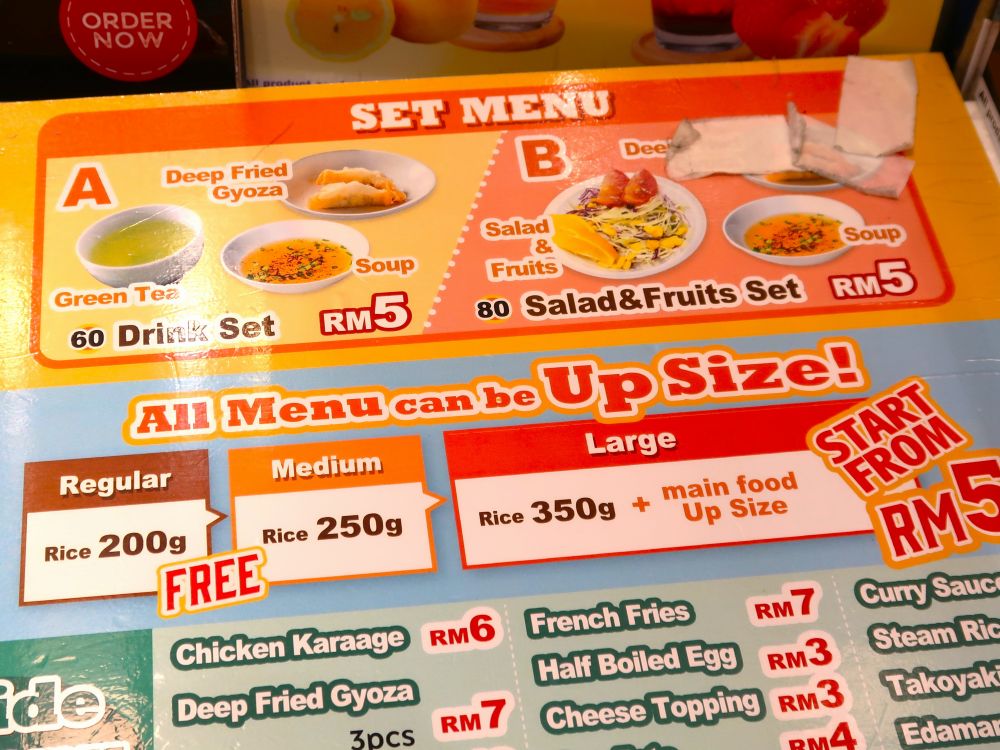 ORDER
NOW
SET MENU
A
Deep Fried
Gyoza
Green Tea
Soup
60 Drink Set
RM5
B
Salad
&
Fruits
Soup
80 Salad&Fruits Set
RM5
All Menu can be Up Size!
Regular
Rice 200g
FREE
Medium
Rice 250g
Large
Rice 350g + main food
Up Size
START
FROM
RM5
Chicken Karaage RM6
Deep Fried Gyoza
3pcs RM7
French Fries RM7
Half Boiled Egg RM3
Cheese Topping RM3
RM4
Curry Sauce
Steam Ric
Takoyak
Edamam